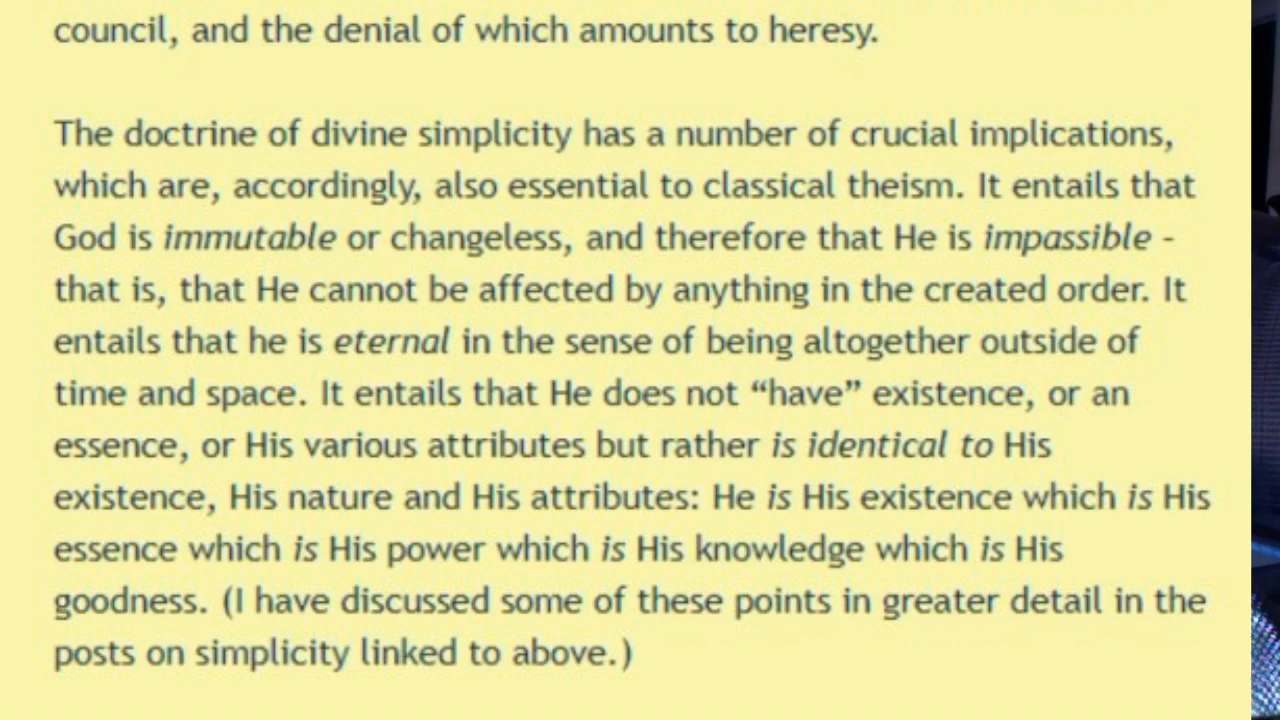 council, and the denial of which amounts to heresy.
The doctrine of divine simplicity has a number of crucial implications,
which are, accordingly, also essential to classical theism. It entails that
God is immutable or changeless, and therefore that He is impassible -
that is, that He cannot be affected by anything in the created order. It
entails that he is eternal in the sense of being altogether outside of
time and space. It entails that He does not “have” existence, or an
essence, or His various attributes but rather is identical to His
existence, His nature and His attributes: He is His existence which is His
essence which is His power which is His knowledge which is His
goodness. (I have discussed some of these points in greater detail in the
posts on simplicity linked to above.)